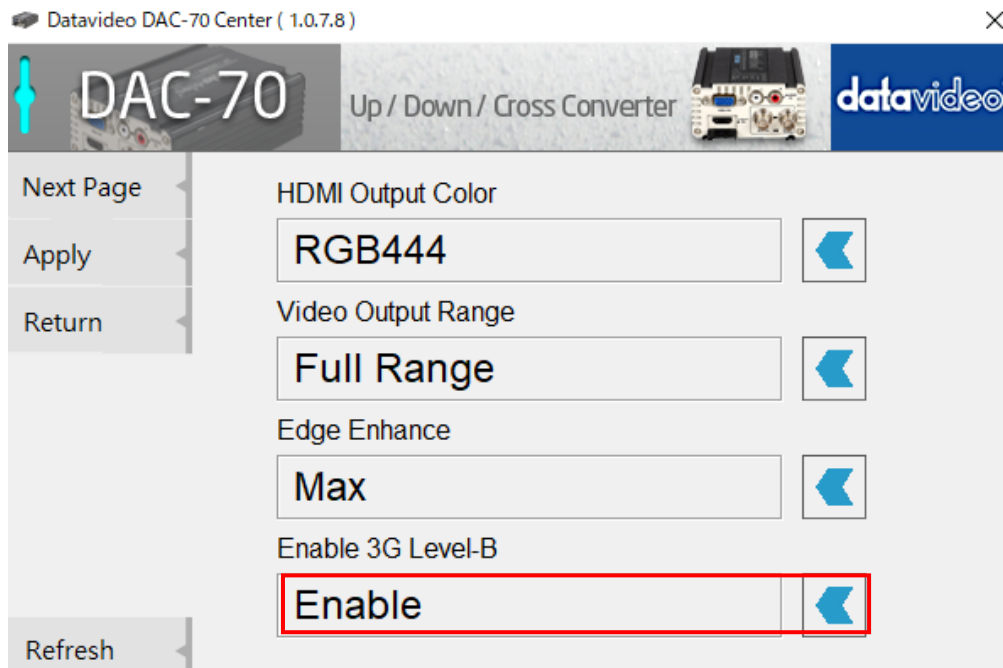 Datavideo DAC-70 Center ( 1.0.7.8 )
DAC-70
Up / Down / Cross Converter
datavideo
Next Page
Apply
Return
Refresh
HDMI Output Color
RGB444
Video Output Range
Full Range
Edge Enhance
Max
Enable 3G Level-B
Enable